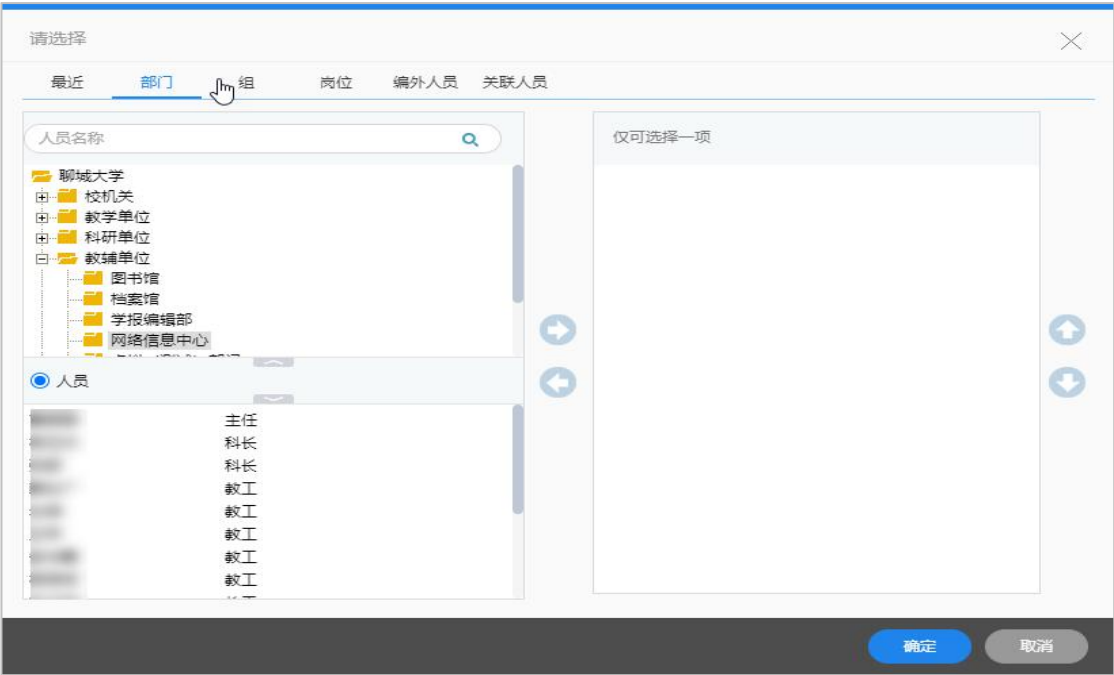 请选择
最近 部门 组 岗位 编外人员 关联人员
人员名称
仅可选择一项
聊城大学
校机关
教学单位
科研单位
教辅单位
图书馆
档案馆
学报编辑部
网络信息中心
人员
主任
科长
科长
教工
教工
教工
教工
教工
确定 取消